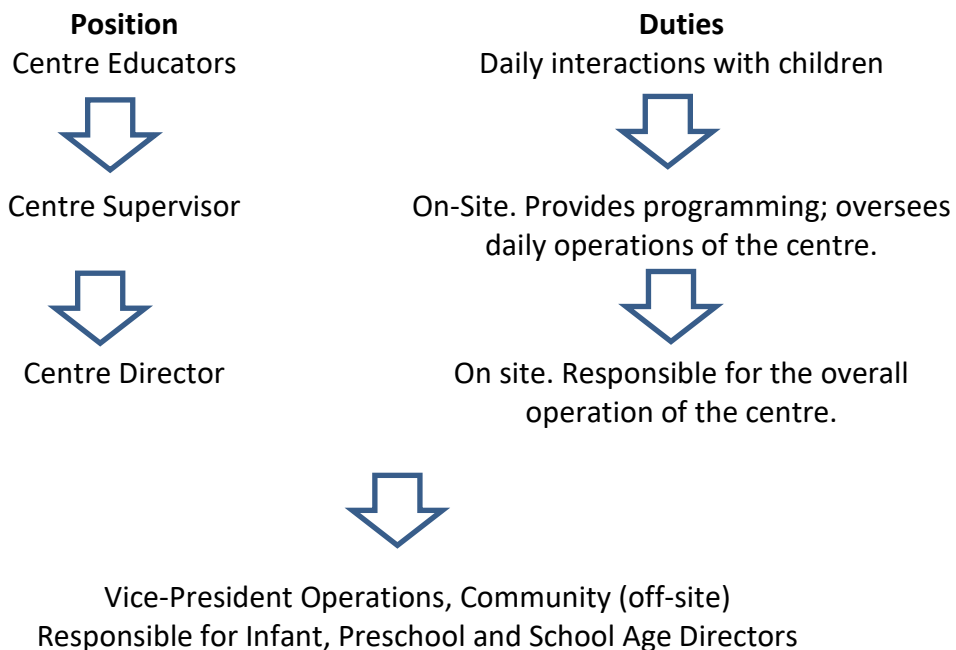 Position Duties
Centre Educators Daily interactions with children
Centre Supervisor On-Site. Provides programming; oversees
daily operations of the centre.
Centre Director On site. Responsible for the overall
operation of the centre.
Vice-President Operations, Community (off-site)
Responsible for Infant, Preschool and School Age Directors